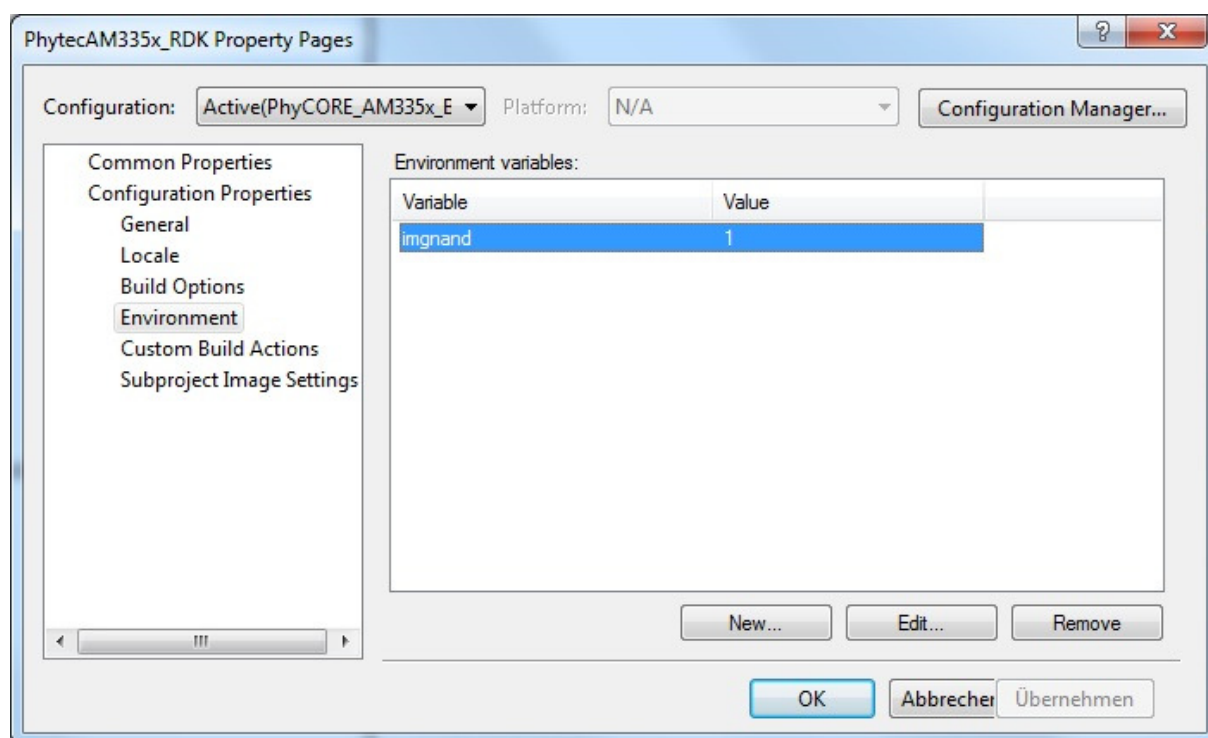 PhytecAM335x_RDK Property Pages
Configuration: Active(PhyCORE_AM335x_E Platform: N/A Configuration Manager...
Common Properties
Configuration Properties
General
Locale
Build Options
Environment
Custom Build Actions
Subproject Image Settings
Environment variables:
Variable Value
imgnand 1
New... Edit... Remove
OK Abbrecher Übernehmen